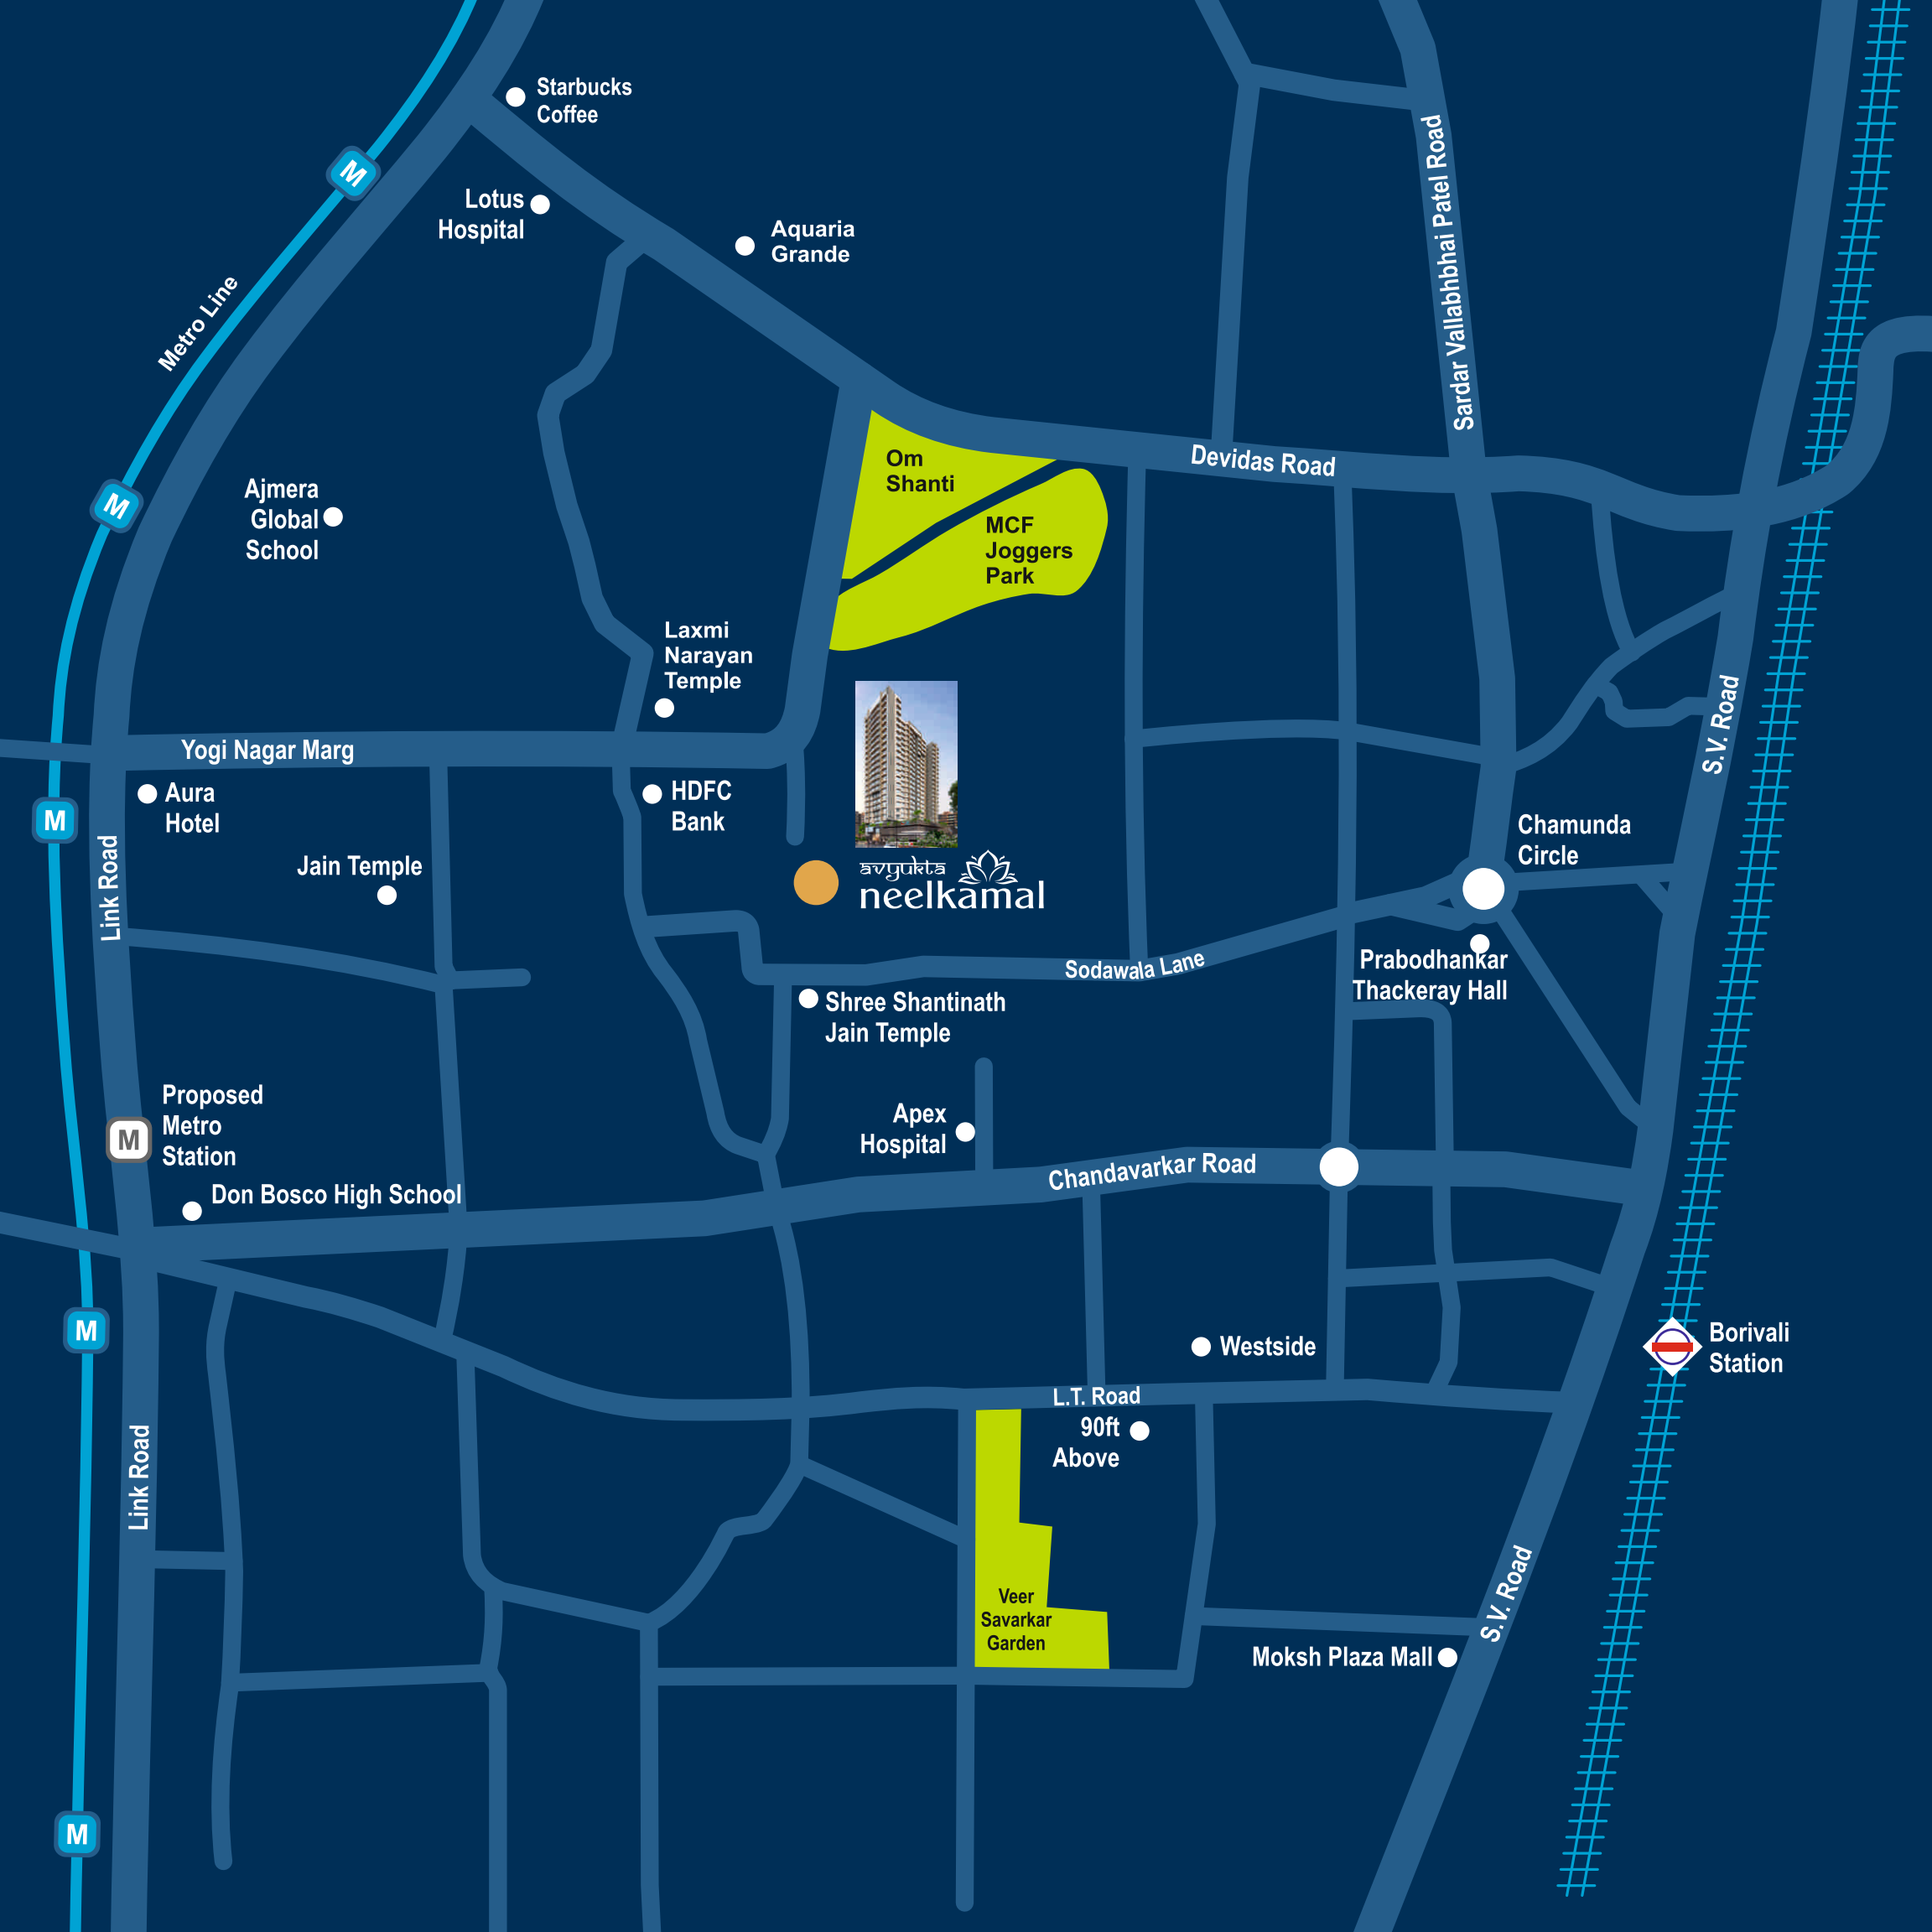 Starbucks
Coffee
M
Lotus
Hospital
Aquaria
Grande
Sardar Vallabhbhai Patel Road
Metro Line
Om
Shanti
Devidas Road
M
Ajmera
Global
School
MCF
Joggers
Park
Laxmi
Narayan
Temple
S.V. Road
Yogi Nagar Marg
M
Aura
Hotel
HDFC
Bank
Link Road
Jain Temple
avyukta
neelkamal
Chamunda
Circle
Prabodhankar
Thackeray Hall
Sodawala Lane
Shree Shantinath
Jain Temple
Proposed
Metro
Station
M
Apex
Hospital
Chandavarkar Road
Don Bosco High School
M
Westside
Borivali
Station
L.T. Road
90ft
Above
Link Road
Veer
Savarkar
Garden
S.V. Road
Moksh Plaza Mall
M